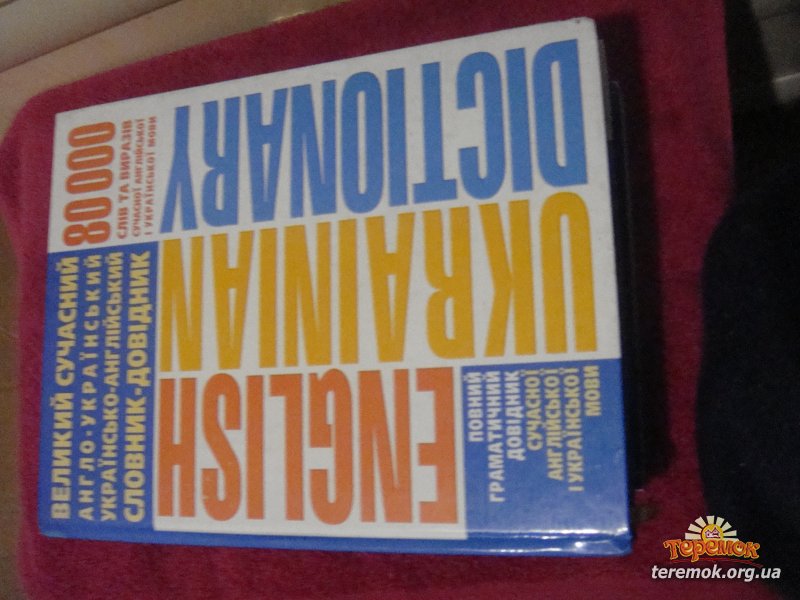 ВЕЛИКИЙ СУЧАСНИЙ
АНГЛО-УКРАЇНСЬКИЙ
УКРАЇНСЬКО-АНГЛІЙСЬКИЙ
СЛОВНИК-ДОВІДНИК
80 000
СЛІВ ТА ВИРАЗІВ
СУЧАСНОЇ АНГЛІЙСЬКОЇ
І УКРАЇНСЬКОЇ МОВИ
ENGLISH
UKRAINIAN
DICTIONARY
ПОВНИЙ
ГРАМАТИЧНИЙ
ДОВІДНИК
СУЧАСНОЇ
АНГЛІЙСЬКОЇ
І УКРАЇНСЬКОЇ
МОВИ
Теремок
teremok.org.ua